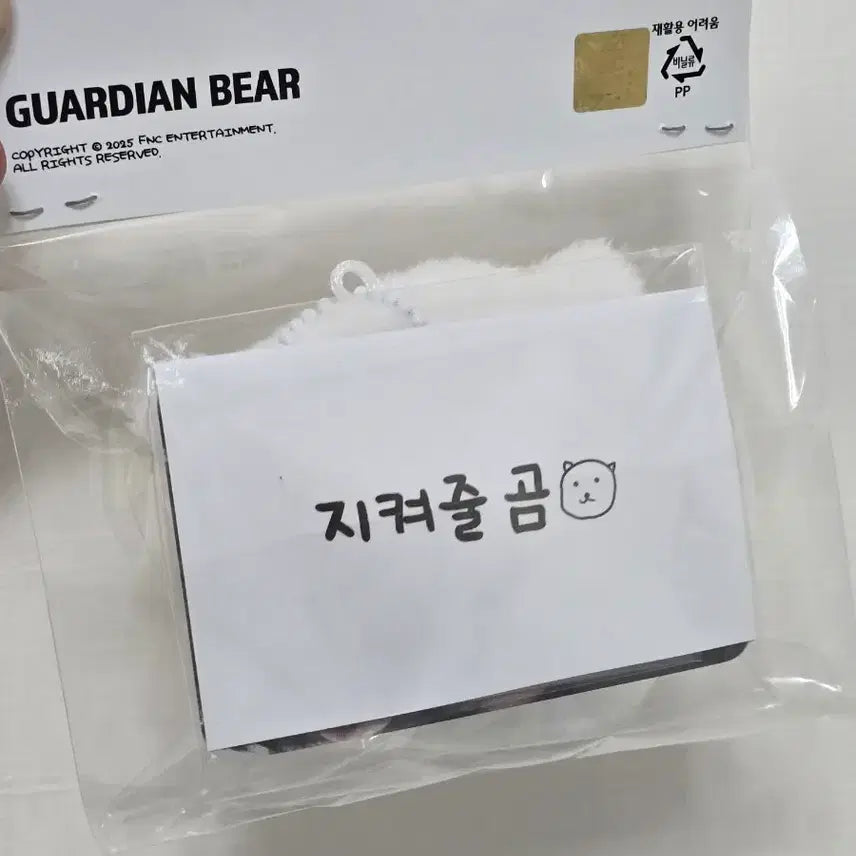 GUARDIAN BEAR
COPYRIGHT © 2025 FNC ENTERTAINMENT.
ALL RIGHTS RESERVED.
재활용 어려움
비닐류
PP
지켜줄 곰